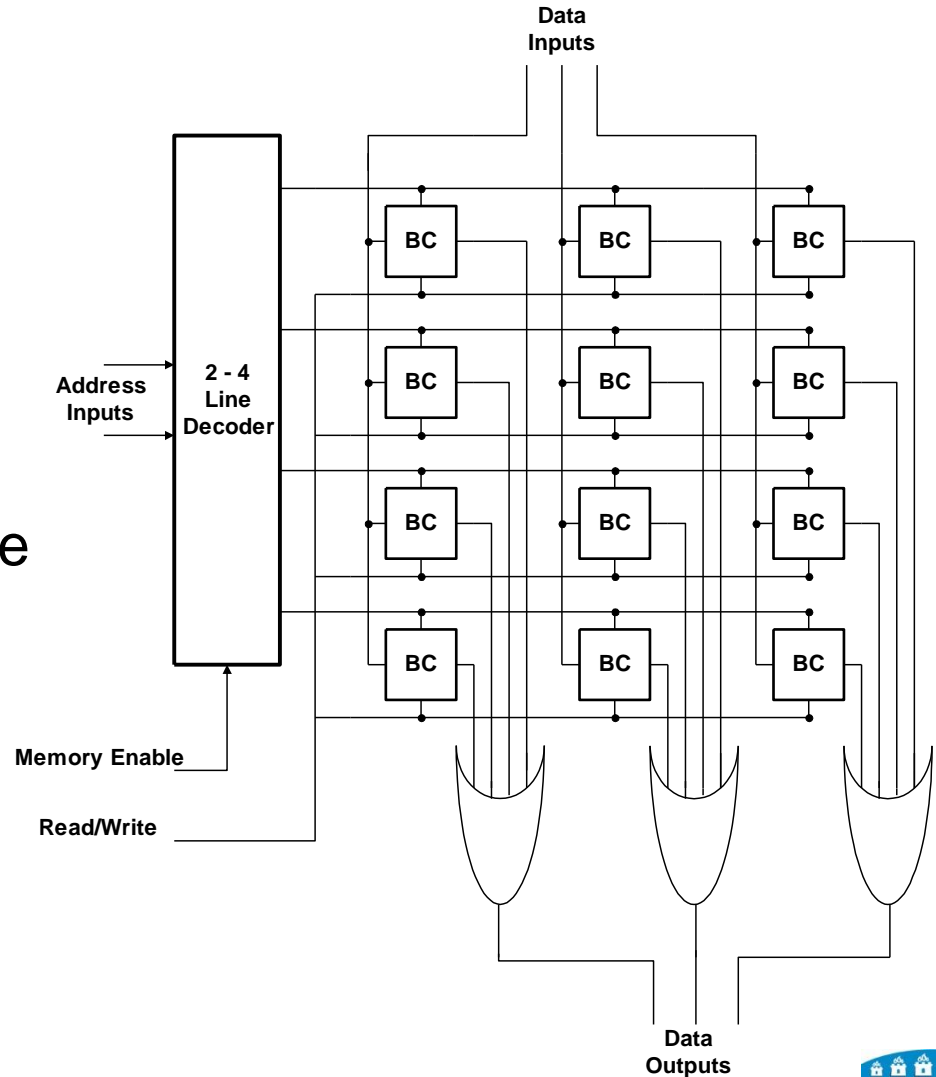 Data
Inputs
BC BC BC
2 - 4
Line
Decoder
Address
Inputs
BC BC BC
BC BC BC
e
BC BC BC
Memory Enable
Read/Write
Data
Outputs